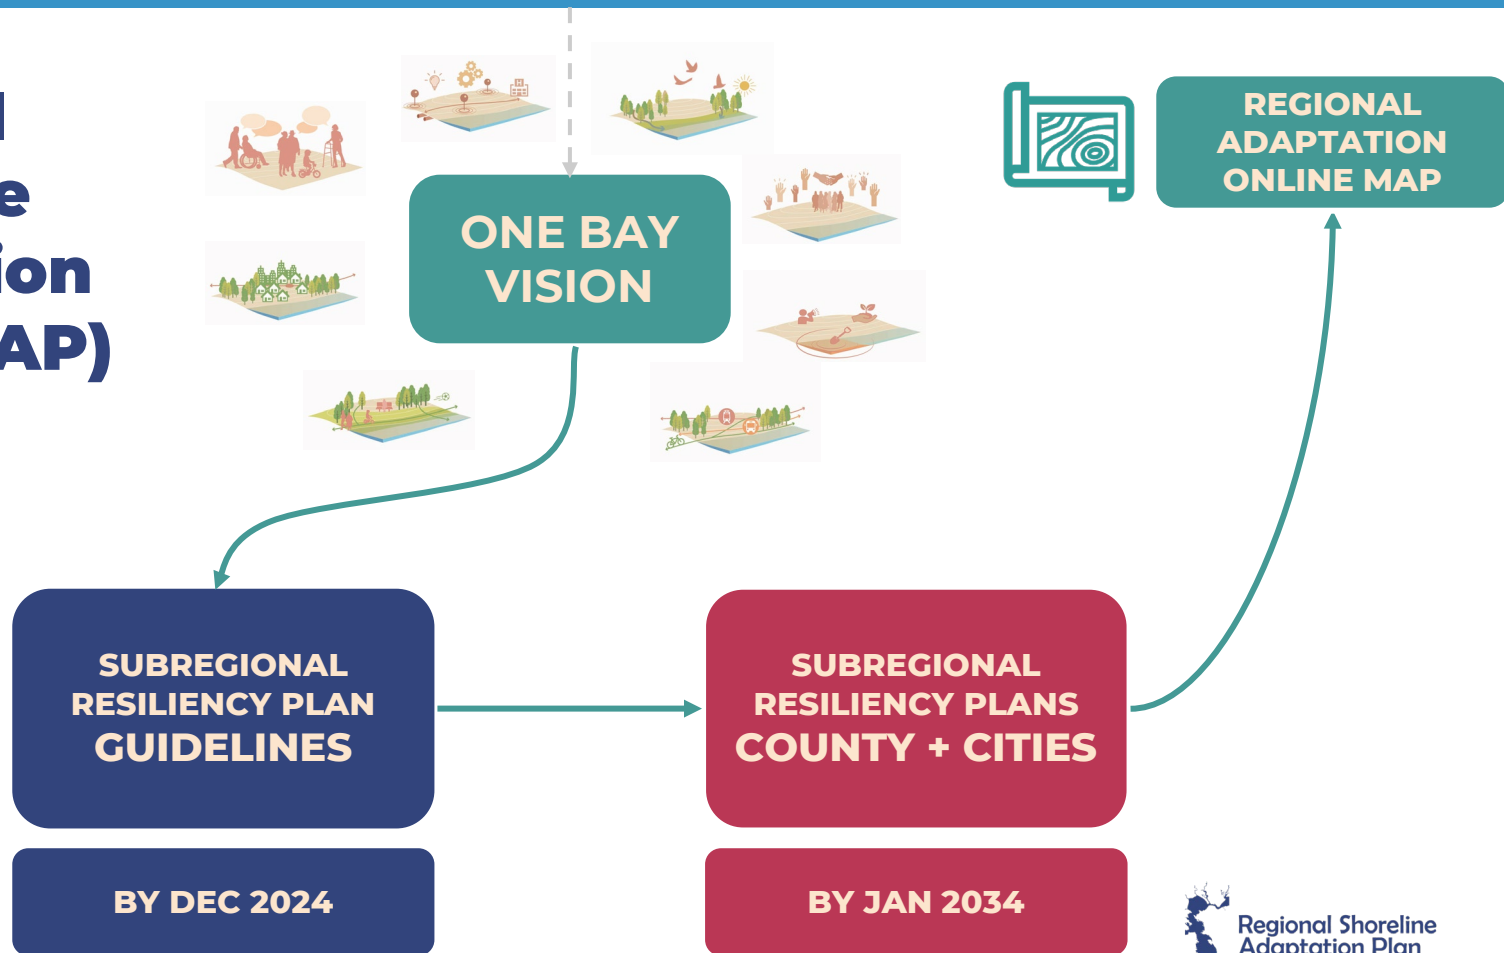 e
ion
AP)
ONE BAY
VISION
REGIONAL
ADAPTATION
ONLINE MAP
SUBREGIONAL
RESILIENCY PLAN
GUIDELINES
SUBREGIONAL
RESILIENCY PLANS
COUNTY + CITIES
BY DEC 2024
BY JAN 2034
Regional Shoreline
Adaptation Plan